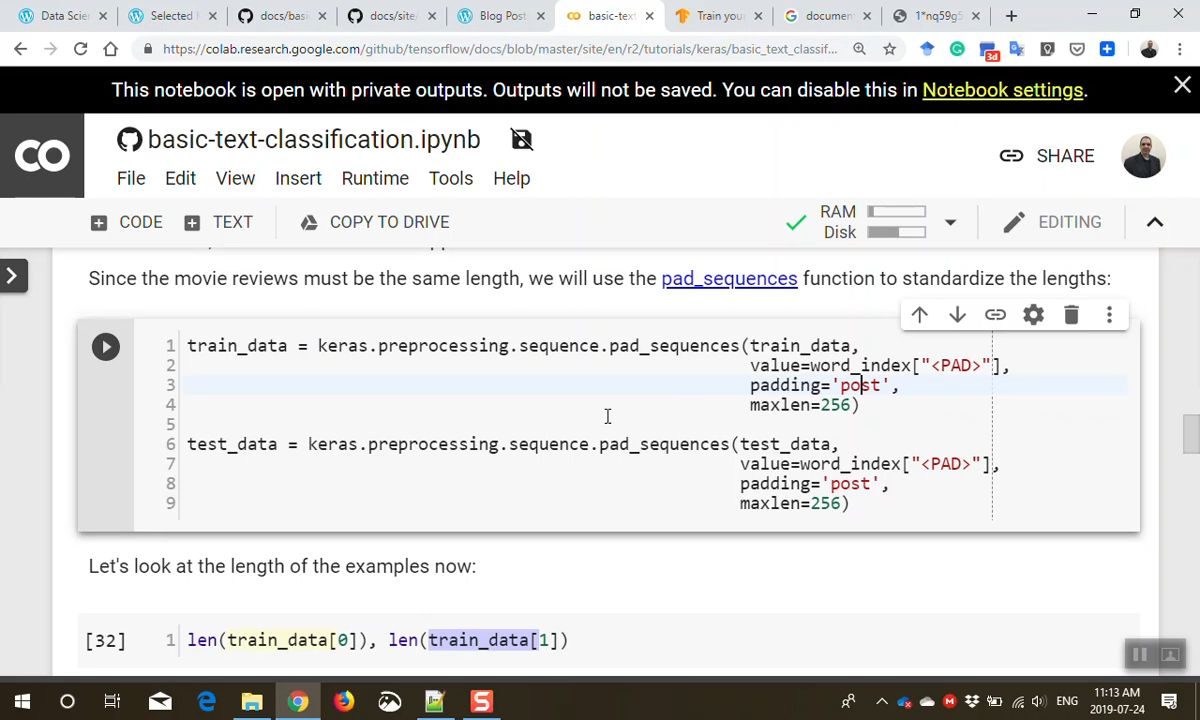 Data Scien
Selected
docs/basi
docs/site/
Blog Post
basic-text
Train you
document
1*nq59g5
https://colab.research.google.com/github/tensorflow/docs/blob/master/site/en/r2/tutorials/keras/basic_text_classif...
3d
This notebook is open with private outputs. Outputs will not be saved. You can disable this in Notebook settings.
CO
basic-text-classification.ipynb
SHARE
File Edit View Insert Runtime Tools Help
CODE TEXT COPY TO DRIVE
RAM
Disk
EDITING
Since the movie reviews must be the same length, we will use the pad_sequences function to standardize the lengths:
1 train_data = keras.preprocessing.sequence.pad_sequences(train_data,
2 value=word_index["<PAD>"],
3 padding='post',
4 maxlen=256)
5
6 test_data = keras.preprocessing.sequence.pad_sequences(test_data,
7 value=word_index["<PAD>"],
8 padding='post',
9 maxlen=256)
Let's look at the length of the examples now:
[32] 1 len(train_data[0]), len(train_data[1])
ENG
11:13 AM
2019-07-24